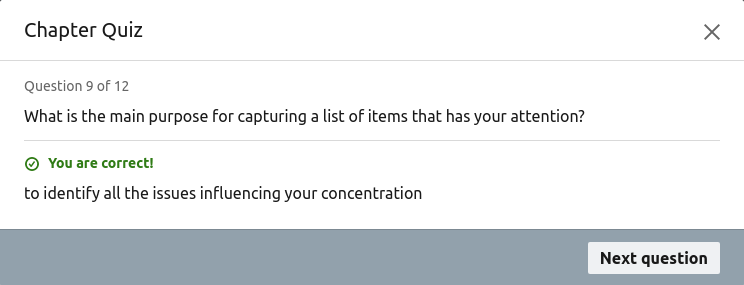 Chapter Quiz
Question 9 of 12
What is the main purpose for capturing a list of items that has your attention?
You are correct!
to identify all the issues influencing your concentration
Next question